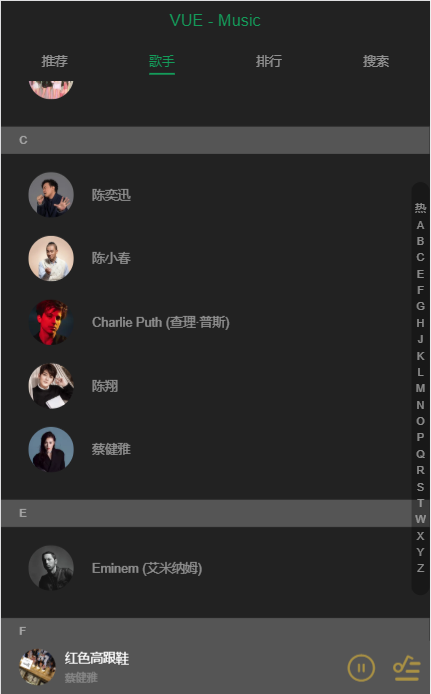 VUE - Music
推荐 歌手 排行 搜索
C
陈奕迅
陈小春
Charlie Puth (查理·普斯)
陈翔
蔡健雅
E
Eminem (艾米纳姆)
F
红色高跟鞋
蔡健雅
热
A
B
C
E
F
G
H
J
K
L
M
N
O
P
Q
R
S
T
W
X
Y
Z